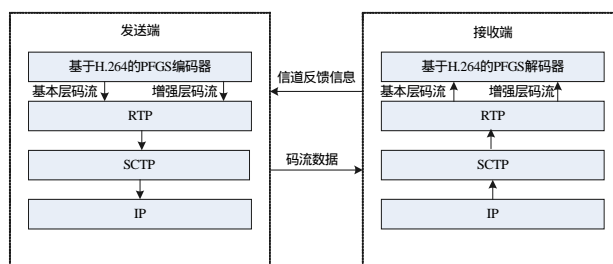 发送端
基于H.264的PFGS编码器
基本层码流 增强层码流
RTP
SCTP
IP
信道反馈信息
码流数据
接收端
基于H.264的PFGS解码器
基本层码流 增强层码流
RTP
SCTP
IP